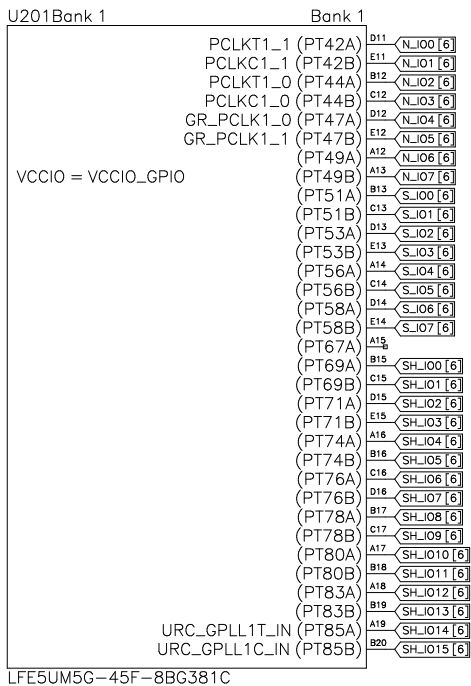 U201Bank 1 Bank 1
PCLKT1_1 (PT42A) D11 N_IO0 [6]
PCLKC1_1 (PT42B) E11 N_IO1 [6]
PCLKT1_0 (PT44A) B12 N_IO2 [6]
PCLKC1_0 (PT44B) C12 N_IO3 [6]
GR_PCLK1_0 (PT47A) D12 N_IO4 [6]
GR_PCLK1_1 (PT47B) E12 N_IO5 [6]
(PT49A) A12 N_IO6 [6]
VCCIO = VCCIO_GPIO (PT49B) A13 N_IO7 [6]
(PT51A) B13 S_IO0 [6]
(PT51B) C13 S_IO1 [6]
(PT53A) D13 S_IO2 [6]
(PT53B) E13 S_IO3 [6]
(PT56A) A14 S_IO4 [6]
(PT56B) C14 S_IO5 [6]
(PT58A) D14 S_IO6 [6]
(PT58B) E14 S_IO7 [6]
(PT67A) A15
(PT69A) B15 SH_IO0 [6]
(PT69B) C15 SH_IO1 [6]
(PT71A) D15 SH_IO2 [6]
(PT71B) E15 SH_IO3 [6]
(PT74A) A16 SH_IO4 [6]
(PT74B) B16 SH_IO5 [6]
(PT76A) C16 SH_IO6 [6]
(PT76B) D16 SH_IO7 [6]
(PT78A) B17 SH_IO8 [6]
(PT78B) C17 SH_IO9 [6]
(PT80A) A17 SH_IO10 [6]
(PT80B) B18 SH_IO11 [6]
(PT83A) A18 SH_IO12 [6]
(PT83B) B19 SH_IO13 [6]
URC_GPLL1T_IN (PT85A) A19 SH_IO14 [6]
URC_GPLL1C_IN (PT85B) B20 SH_IO15 [6]
LFE5UM5G-45F-8BG381C